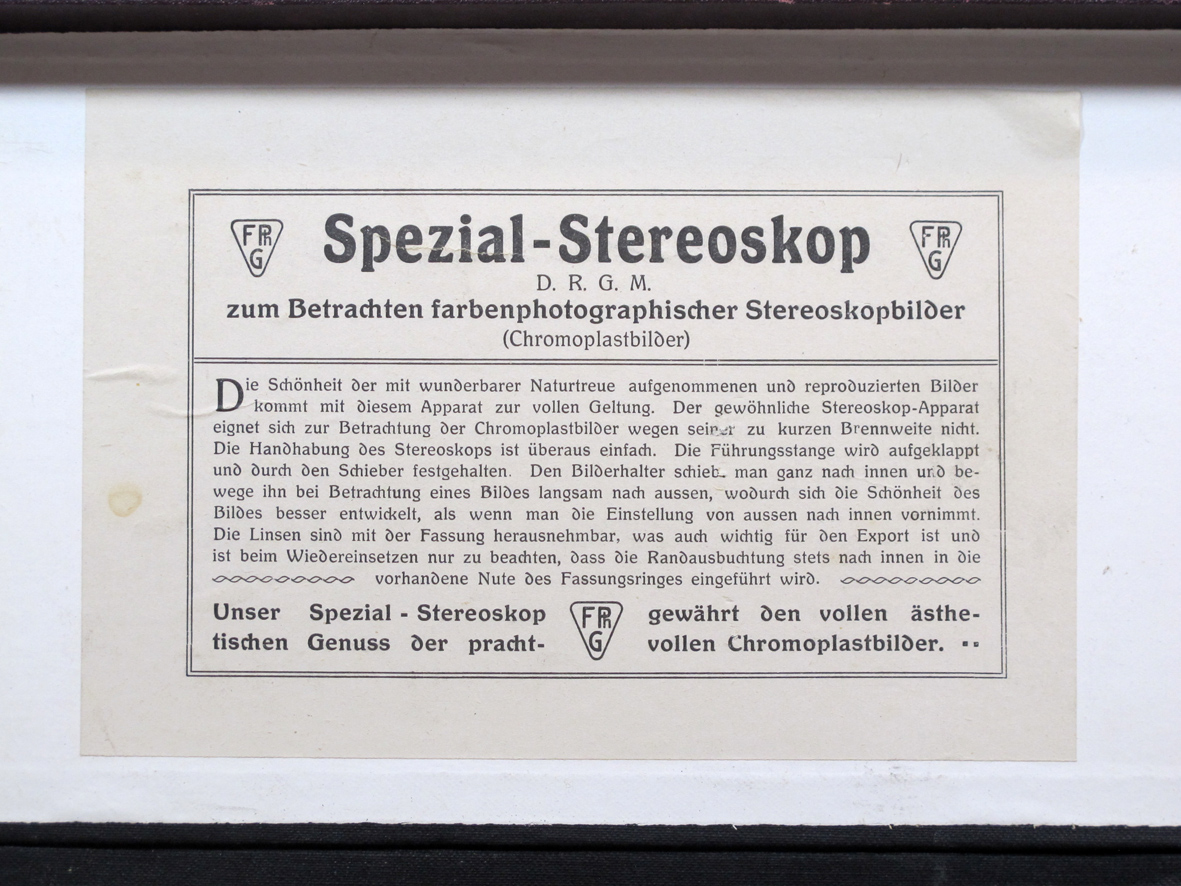 FPh G Spezial-Stereoskop FPh G
D. R. G. M.
zum Betrachten farbenphotographischer Stereoskopbilder
(Chromoplastbilder)
Die Schönheit der mit wunderbarer Naturtreue aufgenommenen und reproduzierten Bilder
kommt mit diesem Apparat zur vollen Geltung. Der gewöhnliche Stereoskop-Apparat
eignet sich zur Betrachtung der Chromoplastbilder wegen seiner zu kurzen Brennweite nicht.
Die Handhabung des Stereoskops ist überaus einfach. Die Führungsstange wird aufgeklappt
und durch den Schieber festgehalten. Den Bilderhalter schiebt man ganz nach innen und be-
wege ihn bei Betrachtung eines Bildes langsam nach aussen, wodurch sich die Schönheit des
Bildes besser entwickelt, als wenn man die Einstellung von aussen nach innen vornimmt.
Die Linsen sind mit der Fassung herausnehmbar, was auch wichtig für den Export ist und
ist beim Wiedereinsetzen nur zu beachten, dass die Randausbuchtung stets nach innen in die
vorhandene Nute des Fassungsringes eingeführt wird.
Unser Spezial-Stereoskop FPh G gewährt den vollen ästhe-
tischen Genuss der pracht- vollen Chromoplastbilder.